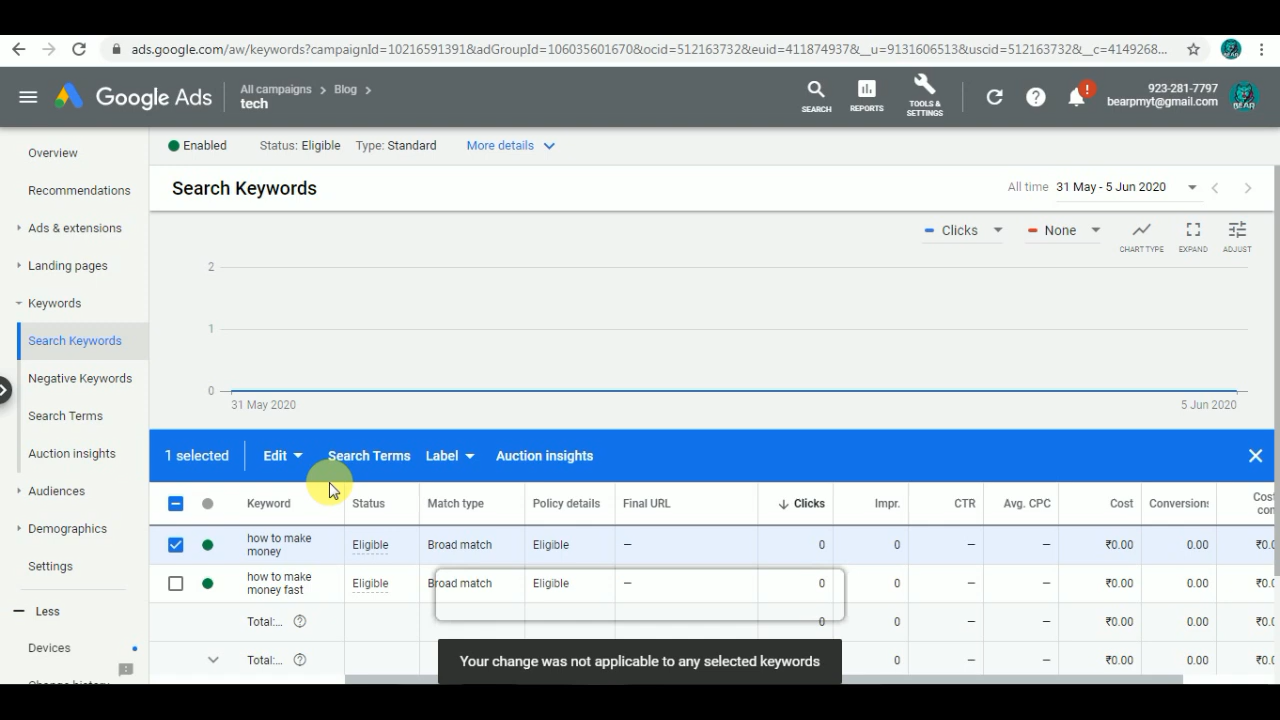 ads.google.com/aw/keywords?campaignId=10216591391&adGroupId=106035601670&ocid=512163732&euid=411874937&__u=9131606513&uscid=512163732&__c=4149268...
Google Ads
All campaigns > Blog >
tech
SEARCH
REPORTS
TOOLS &
SETTINGS
!
923-281-7797
bearpmyt@gmail.com
BEAR
Overview
Recommendations
Ads & extensions
Landing pages
Keywords
Search Keywords
Negative Keywords
Search Terms
Auction insights
Audiences
Demographics
Settings
Less
Devices
Change history
Enabled Status: Eligible Type: Standard More details
Search Keywords
All time 31 May - 5 Jun 2020
Clicks None
CHART TYPE EXPAND ADJUST
2
1
0
31 May 2020 5 Jun 2020
1 selected Edit Search Terms Label Auction insights
Keyword Status Match type Policy details Final URL Clicks Impr. CTR Avg. CPC Cost Conversions
how to make
money
Eligible Broad match Eligible – 0 0 – – ₹0.00 0.00 ₹0.
how to make
money fast
Eligible Broad match Eligible – 0 0 – – ₹0.00 0.00 ₹0.
Total:... 0 0 – – ₹0.00 0.00 ₹0.
Total:... 0 – – ₹0.00 0.00 ₹0.
Your change was not applicable to any selected keywords